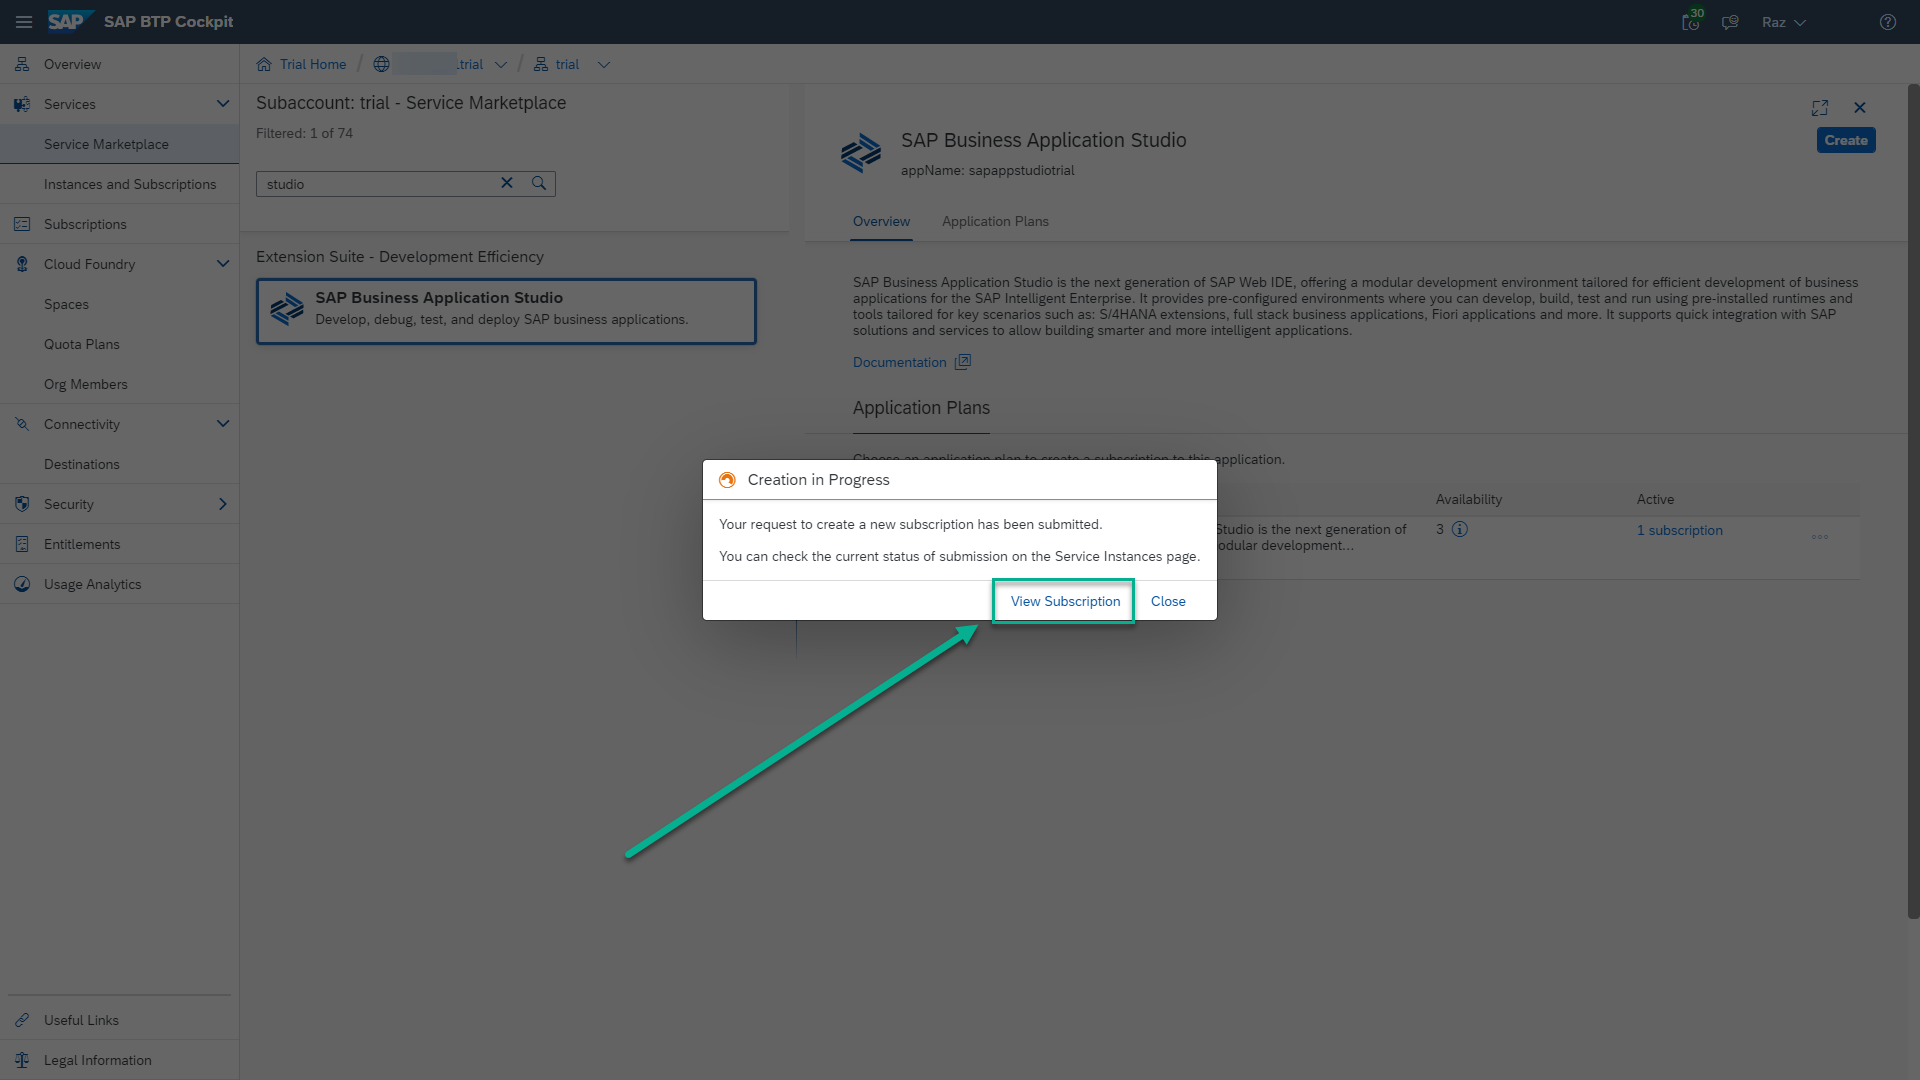 SAP SAP BTP Cockpit
30
Raz
Overview
Services
Service Marketplace
Instances and Subscriptions
Subscriptions
Cloud Foundry
Spaces
Quota Plans
Org Members
Connectivity
Destinations
Security
Entitlements
Usage Analytics
Useful Links
Legal Information
Trial Home / trial / trial
Subaccount: trial - Service Marketplace
Filtered: 1 of 74
studio
Extension Suite - Development Efficiency
SAP Business Application Studio
Develop, debug, test, and deploy SAP business applications.
SAP Business Application Studio
appName: sapappstudiotrial
Create
Overview
Application Plans
SAP Business Application Studio is the next generation of SAP Web IDE, offering a modular development environment tailored for efficient development of business
applications for the SAP Intelligent Enterprise. It provides pre-configured environments where you can develop, build, test and run using pre-installed runtimes and
tools tailored for key scenarios such as: S/4HANA extensions, full stack business applications, Fiori applications and more. It supports quick integration with SAP
solutions and services to allow building smarter and more intelligent applications.
Documentation
Application Plans
Choose an application plan to create a subscription to this application.
Availability
Active
Studio is the next generation of
odular development...
3
1 subscription
Creation in Progress
Your request to create a new subscription has been submitted.
You can check the current status of submission on the Service Instances page.
View Subscription
Close